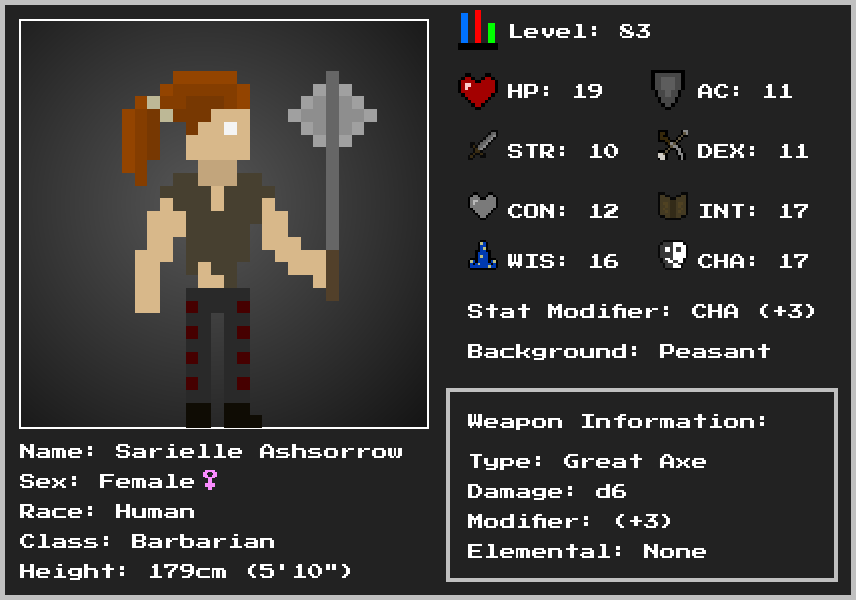 Level: 83
HP: 19
AC: 11
STR: 10
DEX: 11
CON: 12
INT: 17
WIS: 16
CHA: 17
Stat Modifier: CHA (+3)
Background: Peasant
Name: Sarielle Ashsorrow
Sex: Female♀
Race: Human
Class: Barbarian
Height: 179cm (5'10")
Weapon Information:
Type: Great Axe
Damage: d6
Modifier: (+3)
Elemental: None